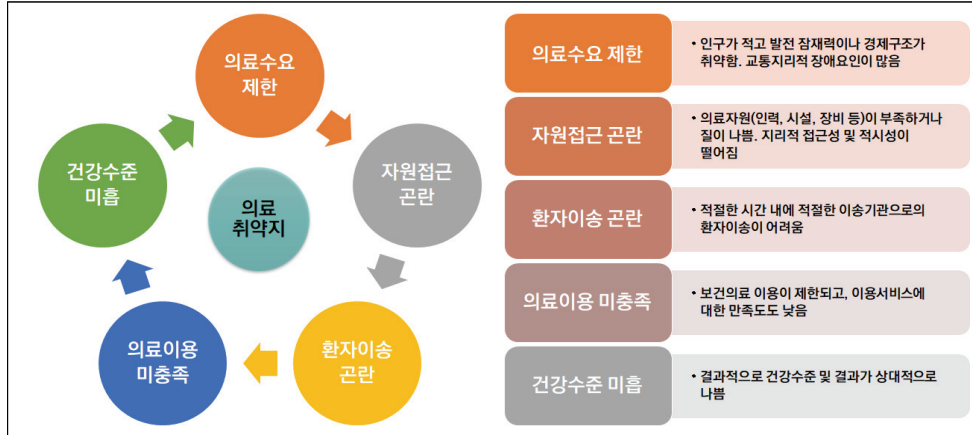 의료수요
제한
자원접근
곤란
환자이송
곤란
의료이용
미충족
건강수준
미흡
의료
취약지
의료수요 제한
• 인구가 적고 발전 잠재력이나 경제구조가
취약함. 교통지리적 장애요인이 많음
자원접근 곤란
• 의료자원(인력, 시설, 장비 등)이 부족하거나
질이 나쁨. 지리적 접근성 및 적시성이
떨어짐
환자이송 곤란
• 적절한 시간 내에 적절한 이송기관으로의
환자이송이 어려움
의료이용 미충족
• 보건의료 이용이 제한되고, 이용서비스에
대한 만족도도 낮음
건강수준 미흡
• 결과적으로 건강수준 및 결과가 상대적으로
나쁨